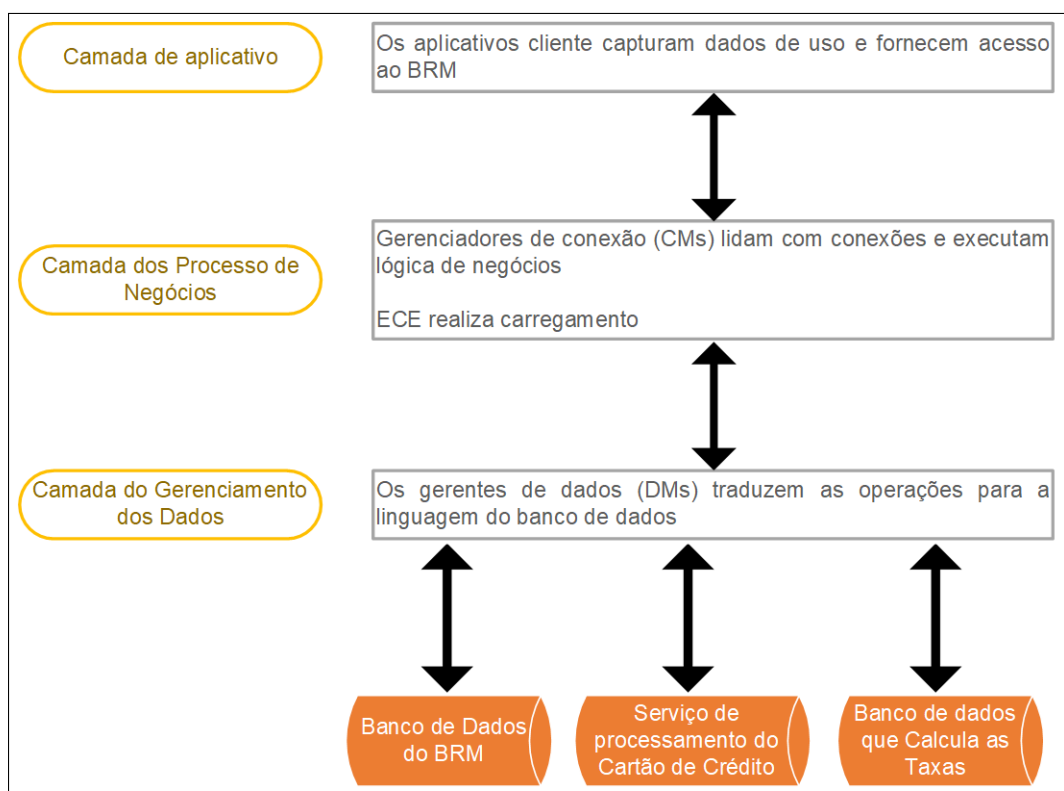 Camada de aplicativo
Os aplicativos cliente capturam dados de uso e fornecem acesso
ao BRM
Camada dos Processo de
Negócios
Gerenciadores de conexão (CMs) lidam com conexões e executam
lógica de negócios
ECE realiza carregamento
Camada do Gerenciamento
dos Dados
Os gerentes de dados (DMs) traduzem as operações para a
linguagem do banco de dados
Banco de Dados
do BRM
Serviço de
processamento do
Cartão de Crédito
Banco de dados
que Calcula as
Taxas